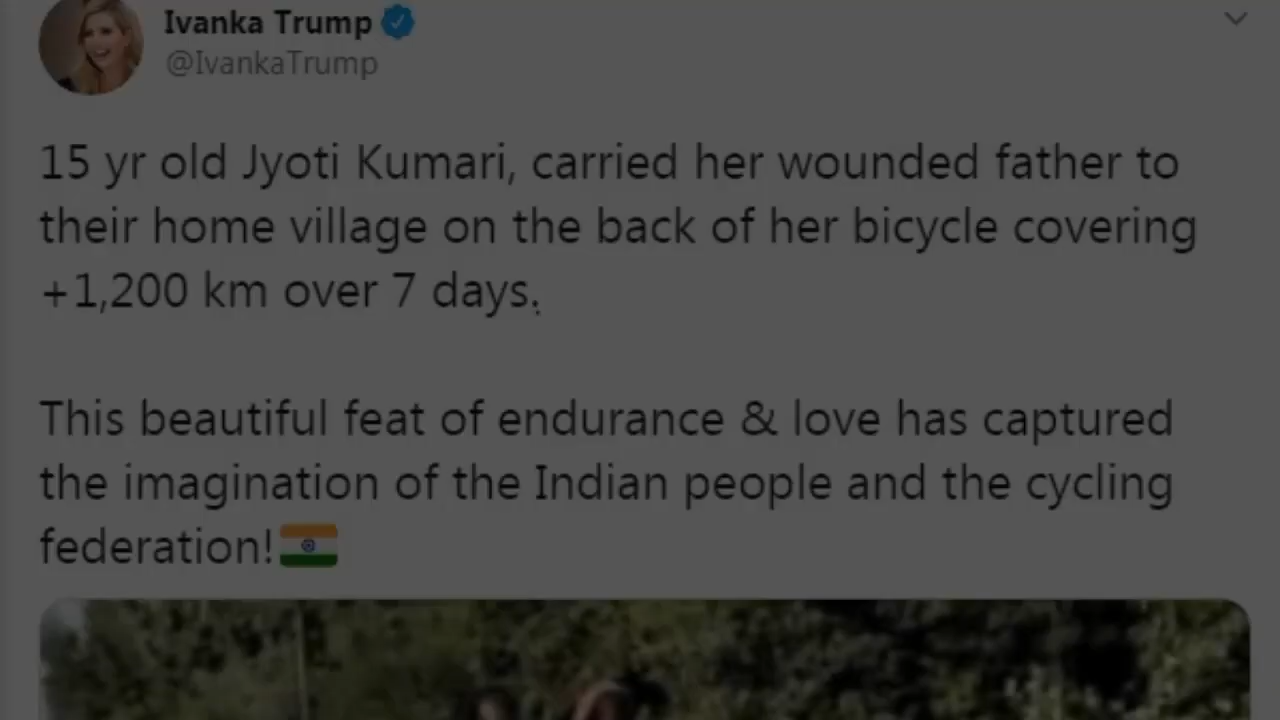 Ivanka Trump
@IvankaTrump
15 yr old Jyoti Kumari, carried her wounded father to
their home village on the back of her bicycle covering
+1,200 km over 7 days.
This beautiful feat of endurance & love has captured
the imagination of the Indian people and the cycling
federation!